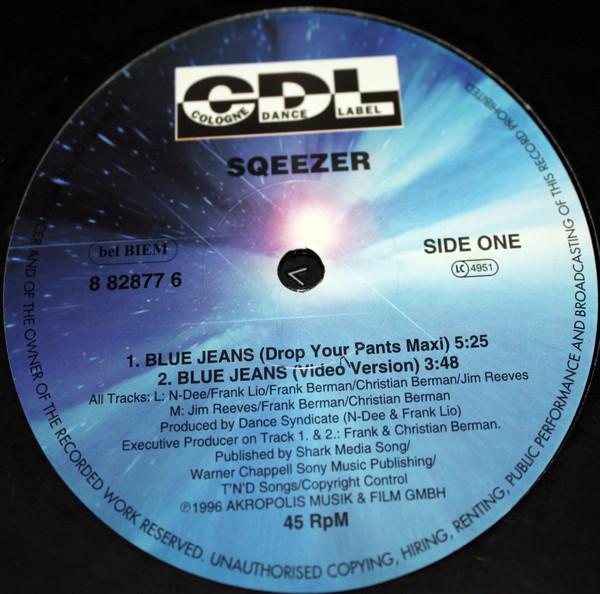 CDL
COLOGNE DANCE LABEL
SQEEZER
bel BIEM
8 82877 6
SIDE ONE
LC 4951
1. BLUE JEANS (Drop Your Pants Maxi) 5:25
2. BLUE JEANS (Video Version) 3:48
All Tracks: L: N-Dee/Frank Lio/Frank Berman/Christian Berman/Jim Reeves
M: Jim Reeves/Frank Berman/Christian Berman
Produced by Dance Syndicate (N-Dee & Frank Lio)
Executive Producer on Track 1. & 2.: Frank & Christian Berman.
Published by Shark Media Song/
Warner Chappell Sony Music Publishing/
T'N'D Songs/Copyright Control
℗1996 AKROPOLIS MUSIK & FILM GMBH
45 RpM
AND OF THE OWNER OF THE RECORDED WORK RESERVED. UNAUTHORISED COPYING, HIRING, RENTING, PUBLIC PERFORMANCE AND BROADCASTING OF THIS RECORD PROHIBITED